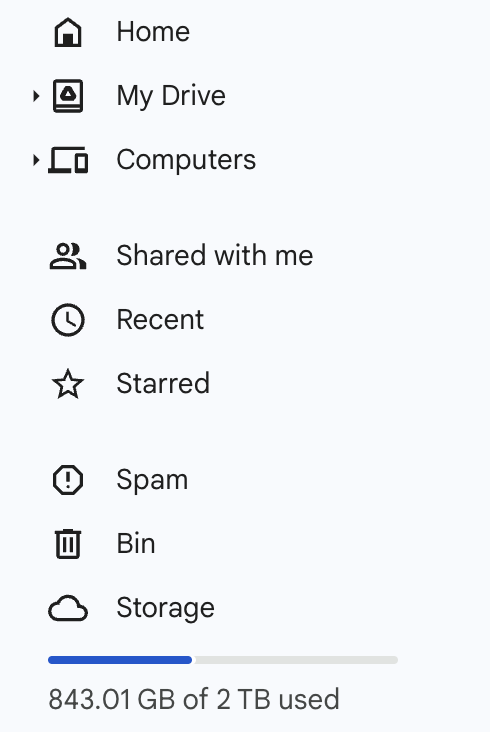 Home
My Drive
Computers
Shared with me
Recent
Starred
Spam
Bin
Storage
843.01 GB of 2 TB used